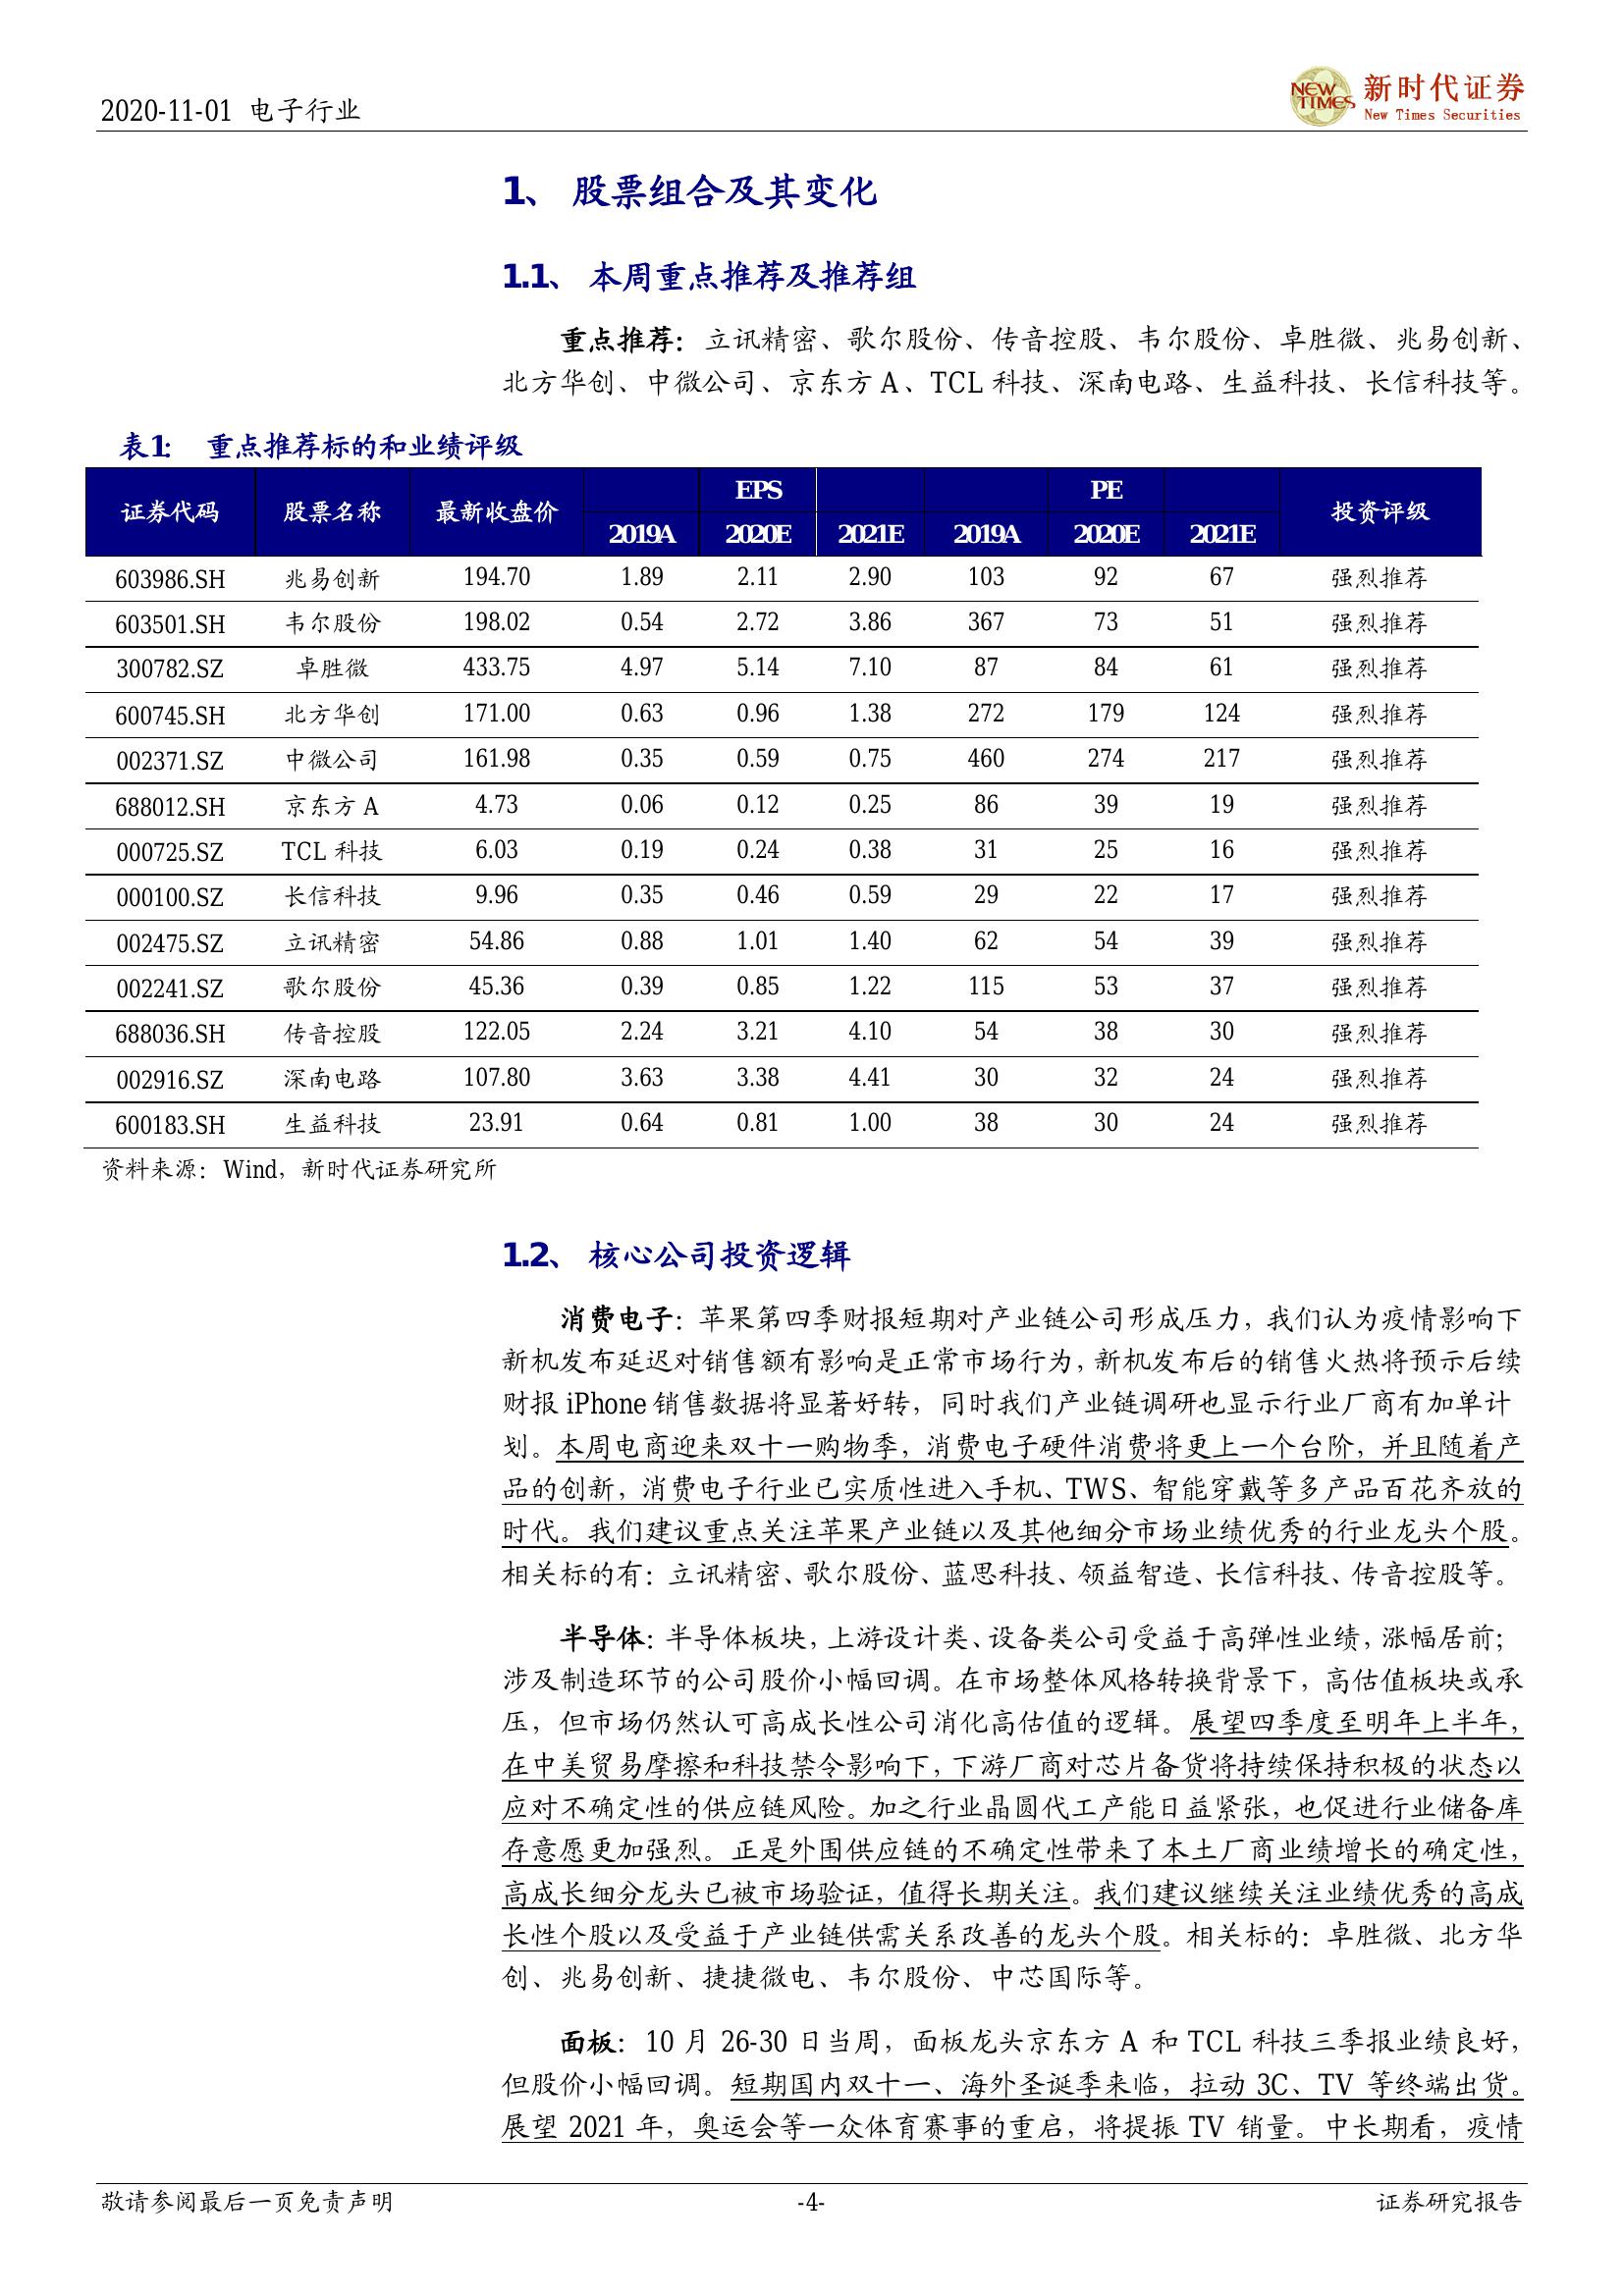 2020-11-01 电子行业
NEW TIMES 新时代证券
New Times Securities
1、 股票组合及其变化
1.1、 本周重点推荐及推荐组
重点推荐：立讯精密、歌尔股份、传音控股、韦尔股份、卓胜微、兆易创新、
北方华创、中微公司、京东方 A、TCL 科技、深南电路、生益科技、长信科技等。
表1: 重点推荐标的和业绩评级
证券代码 股票名称 最新收盘价 EPS PE 投资评级
2019A 2020E 2021E 2019A 2020E 2021E
603986.SH 兆易创新 194.70 1.89 2.11 2.90 103 92 67 强烈推荐
603501.SH 韦尔股份 198.02 0.54 2.72 3.86 367 73 51 强烈推荐
300782.SZ 卓胜微 433.75 4.97 5.14 7.10 87 84 61 强烈推荐
600745.SH 北方华创 171.00 0.63 0.96 1.38 272 179 124 强烈推荐
002371.SZ 中微公司 161.98 0.35 0.59 0.75 460 274 217 强烈推荐
688012.SH 京东方 A 4.73 0.06 0.12 0.25 86 39 19 强烈推荐
000725.SZ TCL 科技 6.03 0.19 0.24 0.38 31 25 16 强烈推荐
000100.SZ 长信科技 9.96 0.35 0.46 0.59 29 22 17 强烈推荐
002475.SZ 立讯精密 54.86 0.88 1.01 1.40 62 54 39 强烈推荐
002241.SZ 歌尔股份 45.36 0.39 0.85 1.22 115 53 37 强烈推荐
688036.SH 传音控股 122.05 2.24 3.21 4.10 54 38 30 强烈推荐
002916.SZ 深南电路 107.80 3.63 3.38 4.41 30 32 24 强烈推荐
600183.SH 生益科技 23.91 0.64 0.81 1.00 38 30 24 强烈推荐
资料来源：Wind，新时代证券研究所
1.2、 核心公司投资逻辑
消费电子：苹果第四季财报短期对产业链公司形成压力，我们认为疫情影响下
新机发布延迟对销售额有影响是正常市场行为，新机发布后的销售火热将预示后续
财报 iPhone 销售数据将显著好转，同时我们产业链调研也显示行业厂商有加单计
划。本周电商迎来双十一购物季，消费电子硬件消费将更上一个台阶，并且随着产
品的创新，消费电子行业已实质性进入手机、TWS、智能穿戴等多产品百花齐放的
时代。我们建议重点关注苹果产业链以及其他细分市场业绩优秀的行业龙头个股。
相关标的有：立讯精密、歌尔股份、蓝思科技、领益智造、长信科技、传音控股等。
半导体：半导体板块，上游设计类、设备类公司受益于高弹性业绩，涨幅居前；
涉及制造环节的公司股价小幅回调。在市场整体风格转换背景下，高估值板块或承
压，但市场仍然认可高成长性公司消化高估值的逻辑。展望四季度至明年上半年，
在中美贸易摩擦和科技禁令影响下，下游厂商对芯片备货将持续保持积极的状态以
应对不确定性的供应链风险。加之行业晶圆代工产能日益紧张，也促进行业储备库
存意愿更加强烈。正是外围供应链的不确定性带来了本土厂商业绩增长的确定性，
高成长细分龙头已被市场验证，值得长期关注。我们建议继续关注业绩优秀的高成
长性个股以及受益于产业链供需关系改善的龙头个股。相关标的：卓胜微、北方华
创、兆易创新、捷捷微电、韦尔股份、中芯国际等。
面板：10 月 26-30 日当周，面板龙头京东方 A 和 TCL 科技三季报业绩良好，
但股价小幅回调。短期国内双十一、海外圣诞季来临，拉动 3C、TV 等终端出货。
展望 2021 年，奥运会等一众体育赛事的重启，将提振 TV 销量。中长期看，疫情
敬请参阅最后一页免责声明 -4- 证券研究报告